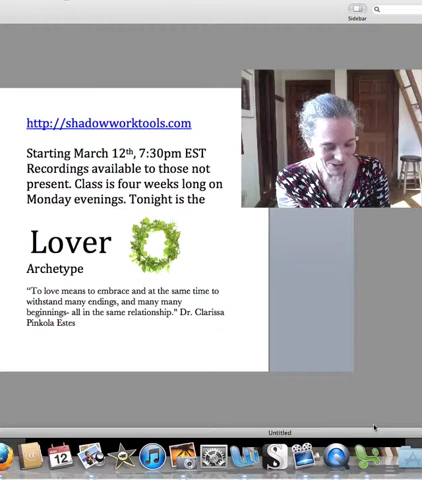 Sidebar
http://shadowworktools.com
Starting March 12th, 7:30pm EST
Recordings available to those not
present. Class is four weeks long on
Monday evenings. Tonight is the
Lover
Archetype
"To love means to embrace and at the same time to
withstand many endings, and many many
beginnings- all in the same relationship." Dr. Clarissa
Pinkola Estes
Untitled
12